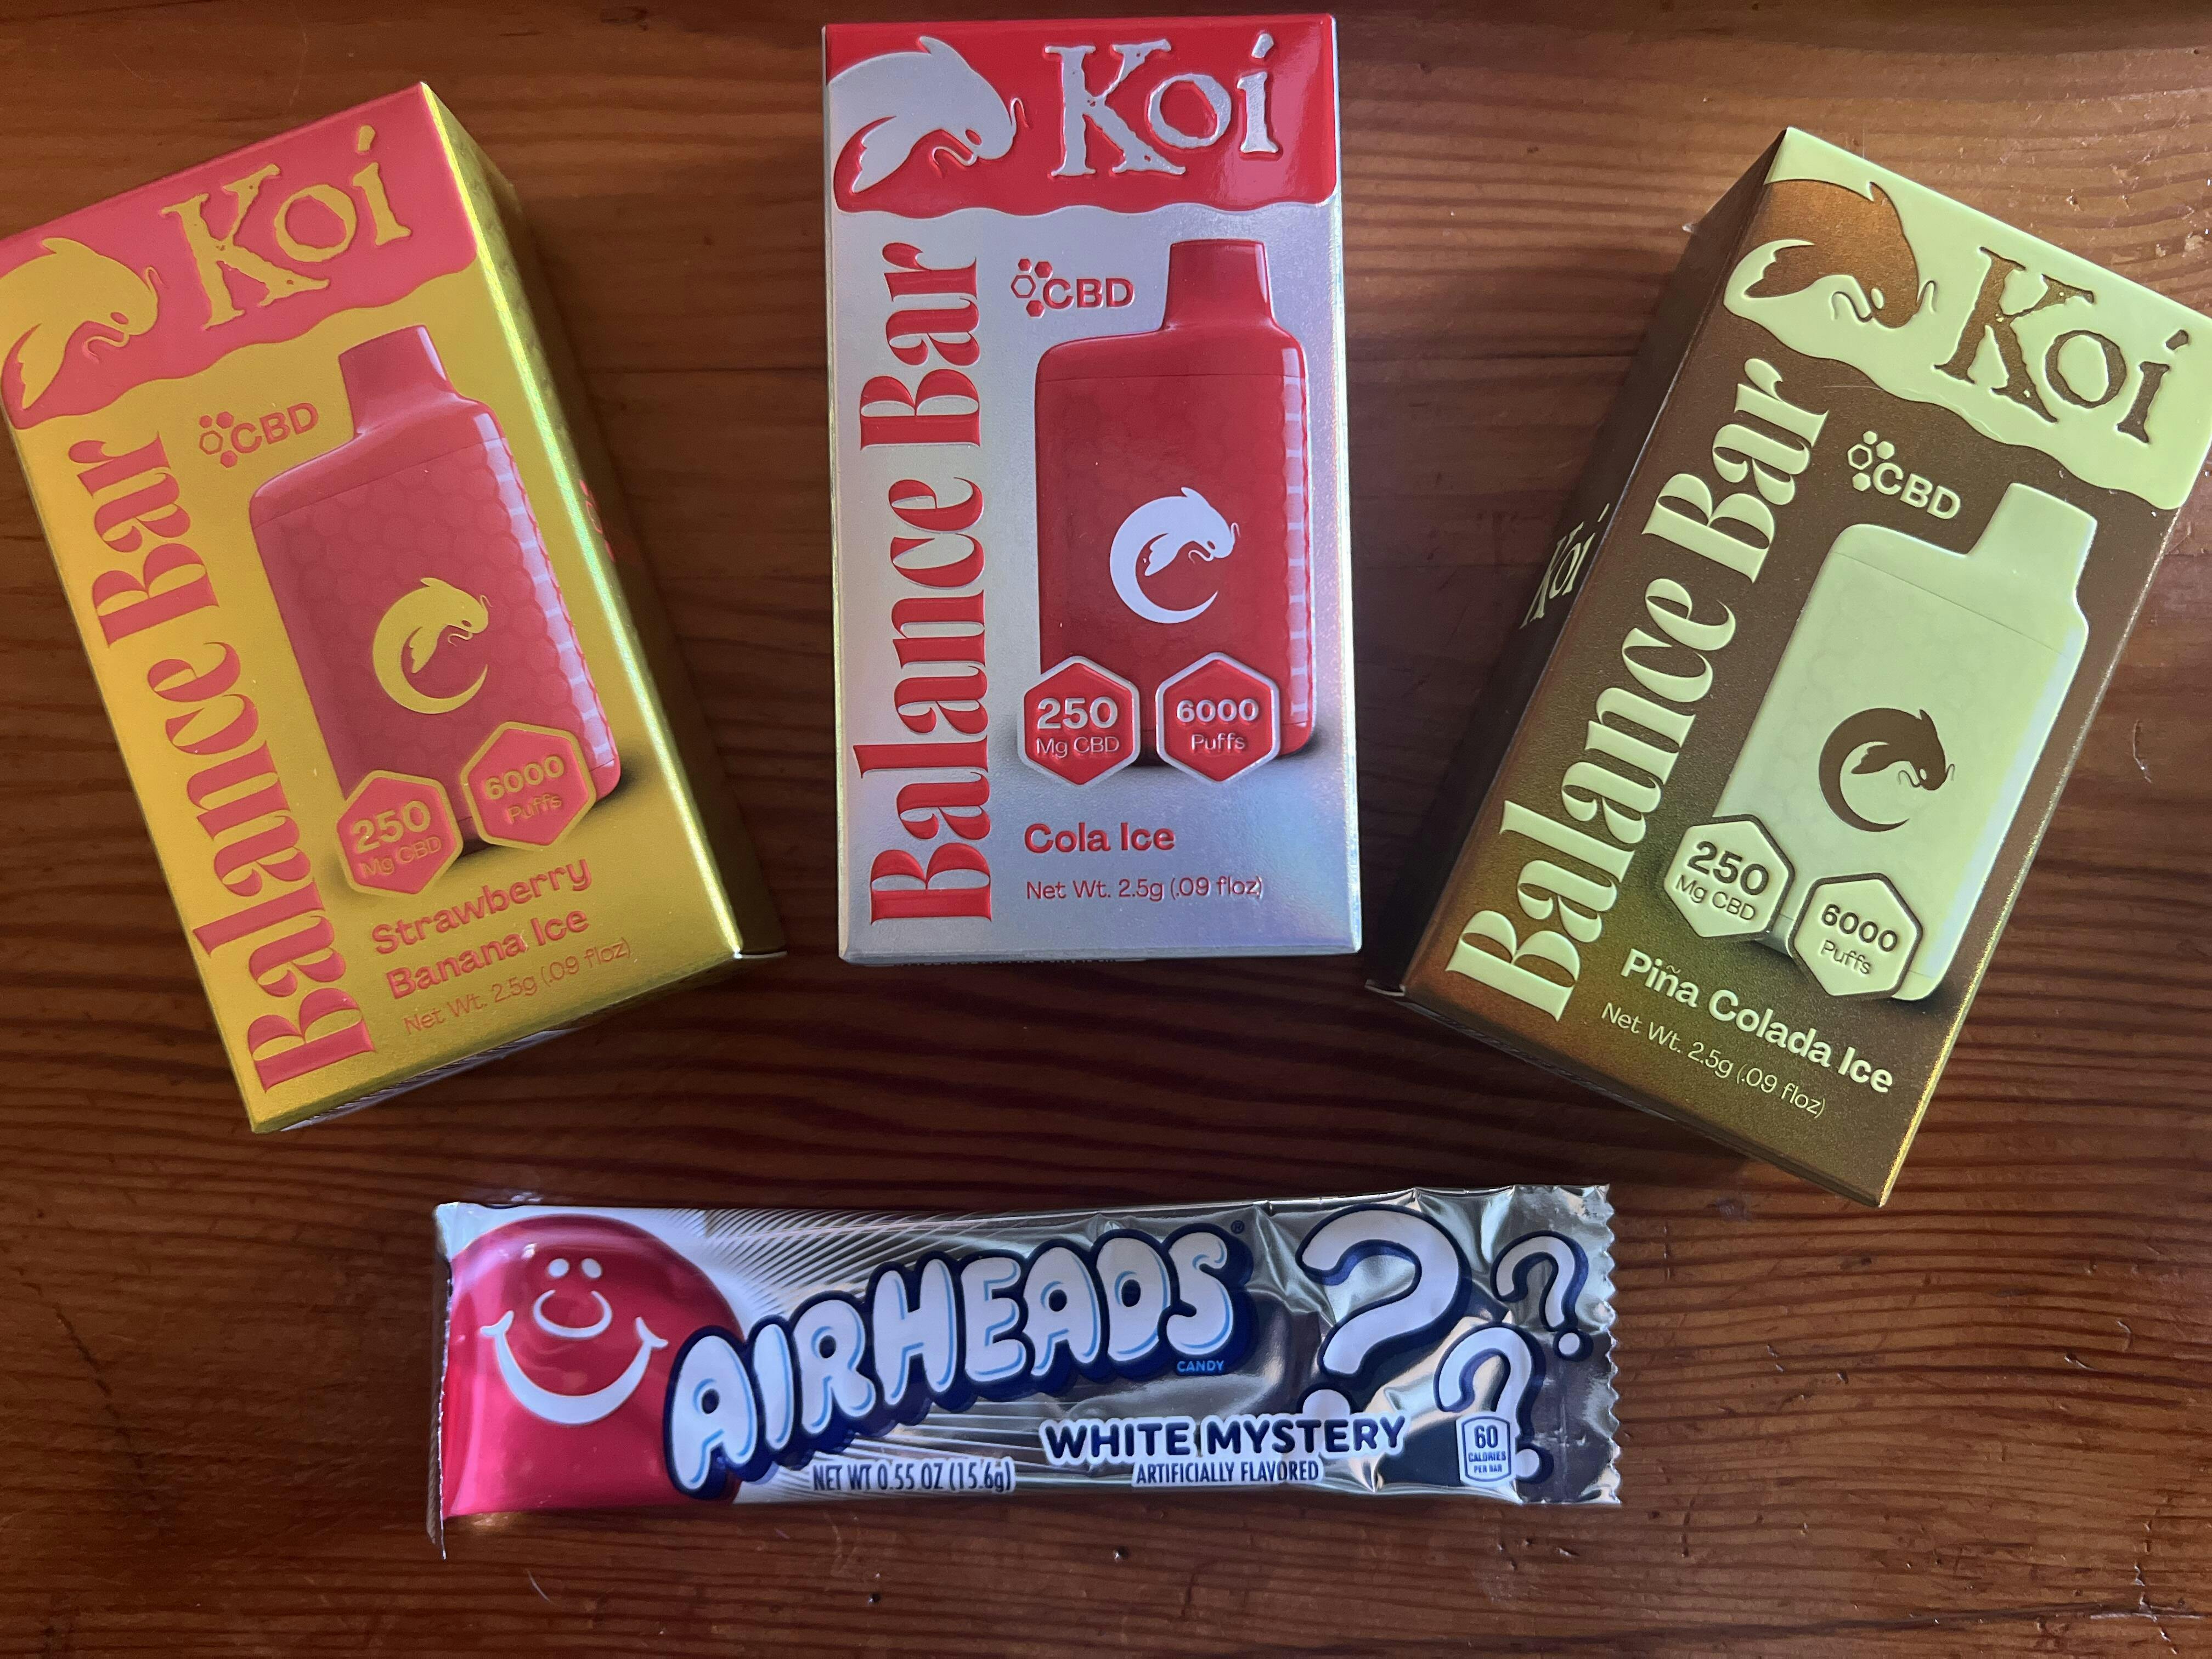 Koi
Balance Bar
CBD
250
Mg CBD
6000
Puffs
Strawberry
Banana Ice
Net Wt. 2.5g (.09 floz)
Koi
Balance Bar
CBD
250
Mg CBD
6000
Puffs
Cola Ice
Net Wt. 2.5g (.09 floz)
Koi
Koi
Balance Bar
CBD
250
Mg CBD
6000
Puffs
Piña Colada Ice
Net Wt. 2.5g (.09 floz)
AIRHEADS®
CANDY
? ? ?
WHITE MYSTERY
ARTIFICIALLY FLAVORED
NET WT 0.55 OZ (15.6g)
60
CALORIES
PER BAR